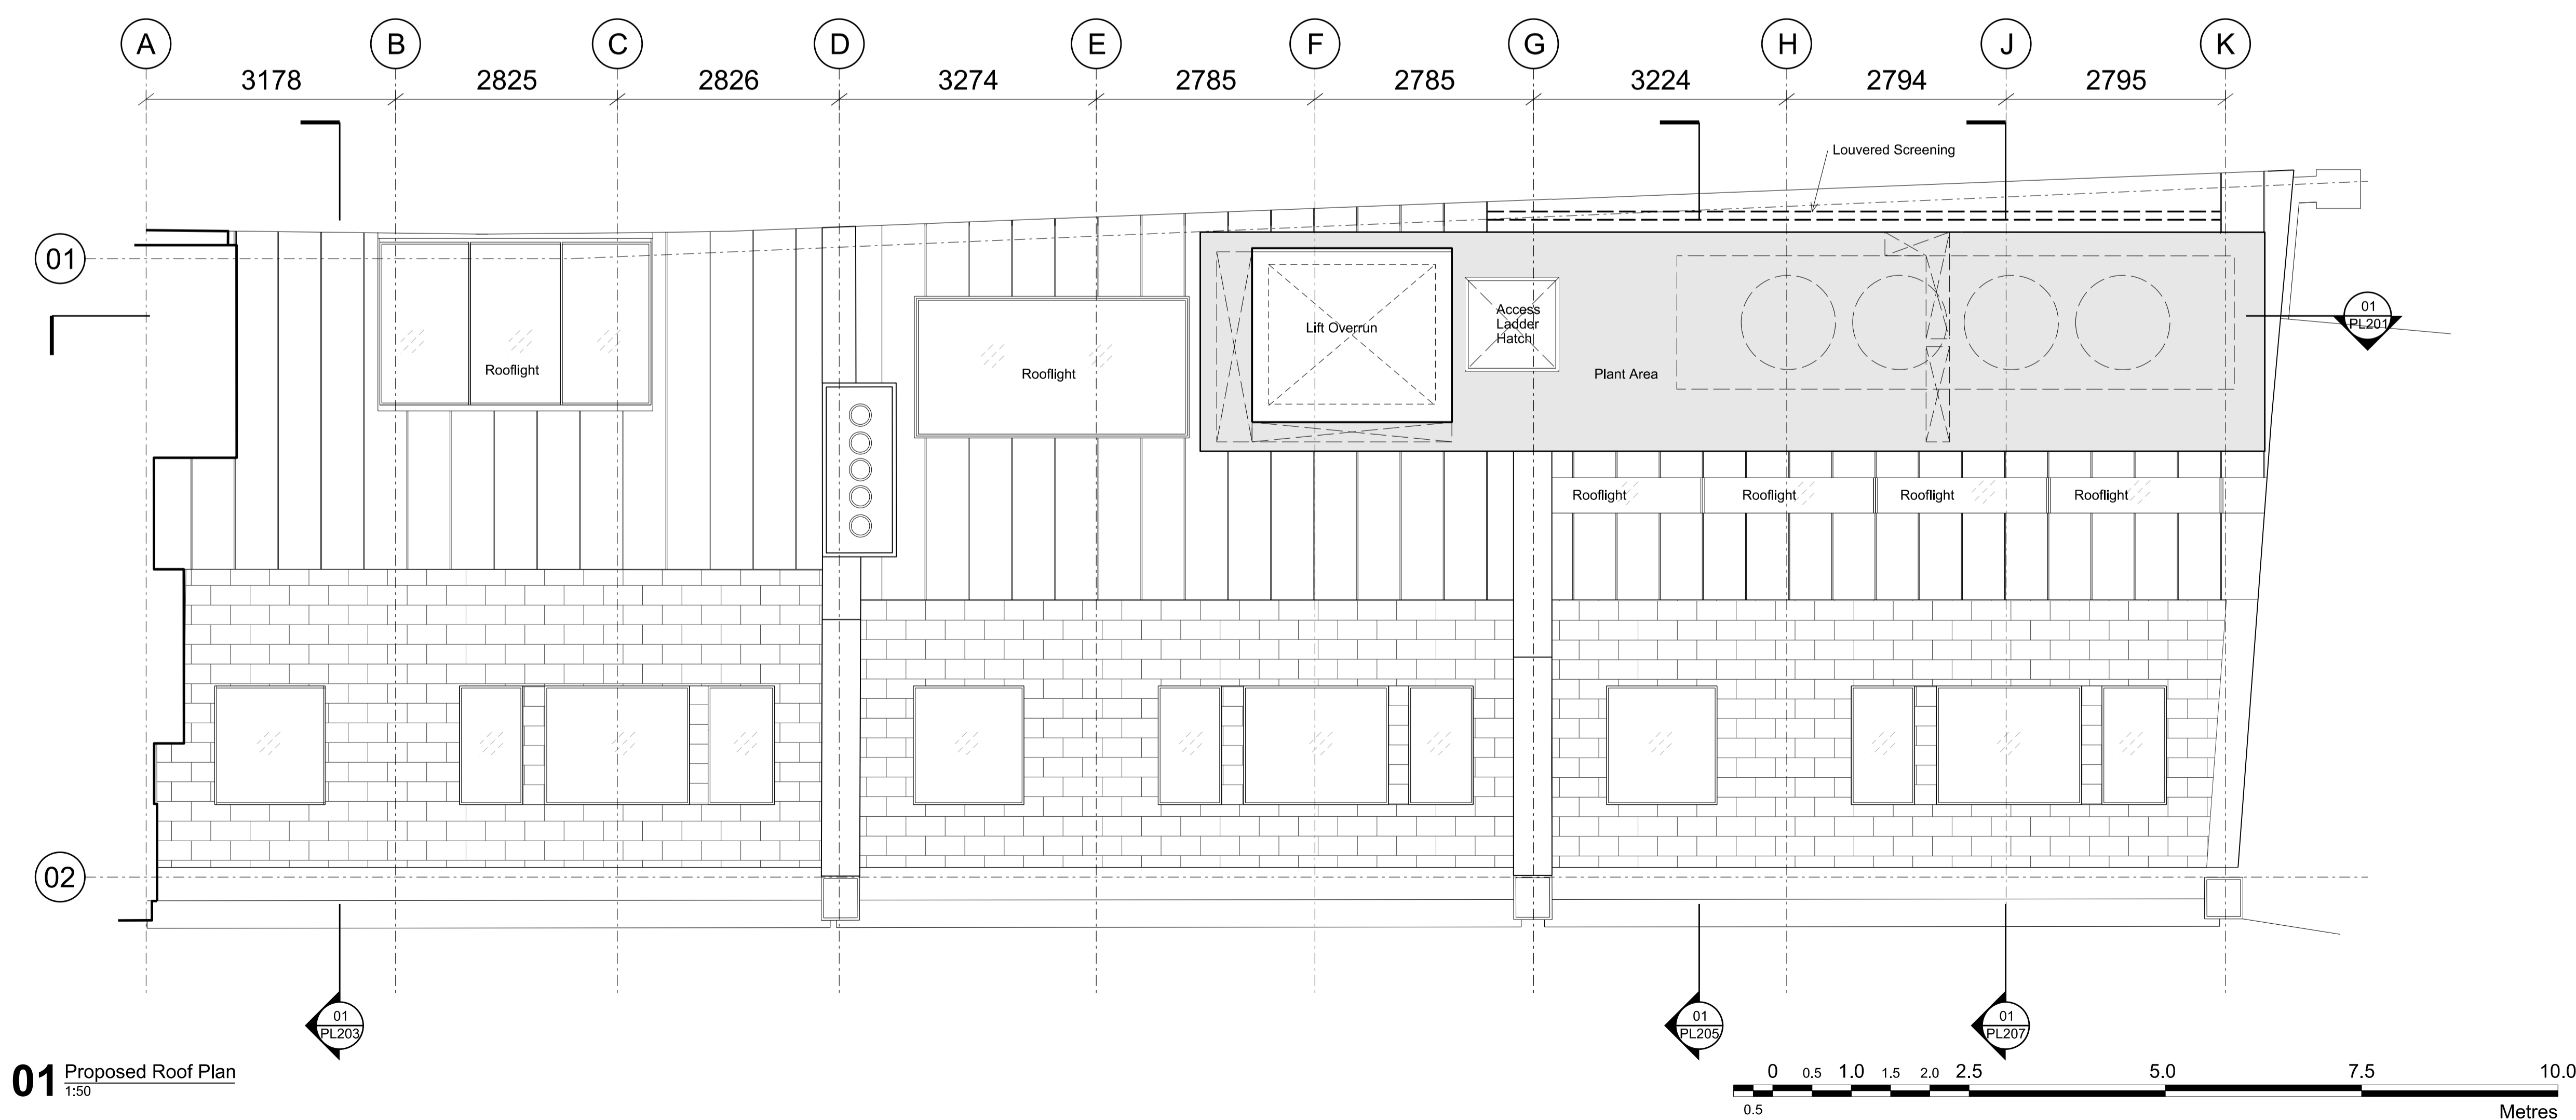 A B C D E F G H J K
3178 2825 2826 3274 2785 2785 3224 2794 2795
Louvered Screening
01
01
PL201
Rooflight
Rooflight
Lift Overrun
Access
Ladder
Hatch
Plant Area
Rooflight Rooflight Rooflight Rooflight
02
01
PL203
01
PL205
01
PL207
01 Proposed Roof Plan
1:50
0 0.5 1.0 1.5 2.0 2.5 5.0 7.5 10.0
0.5
Metres